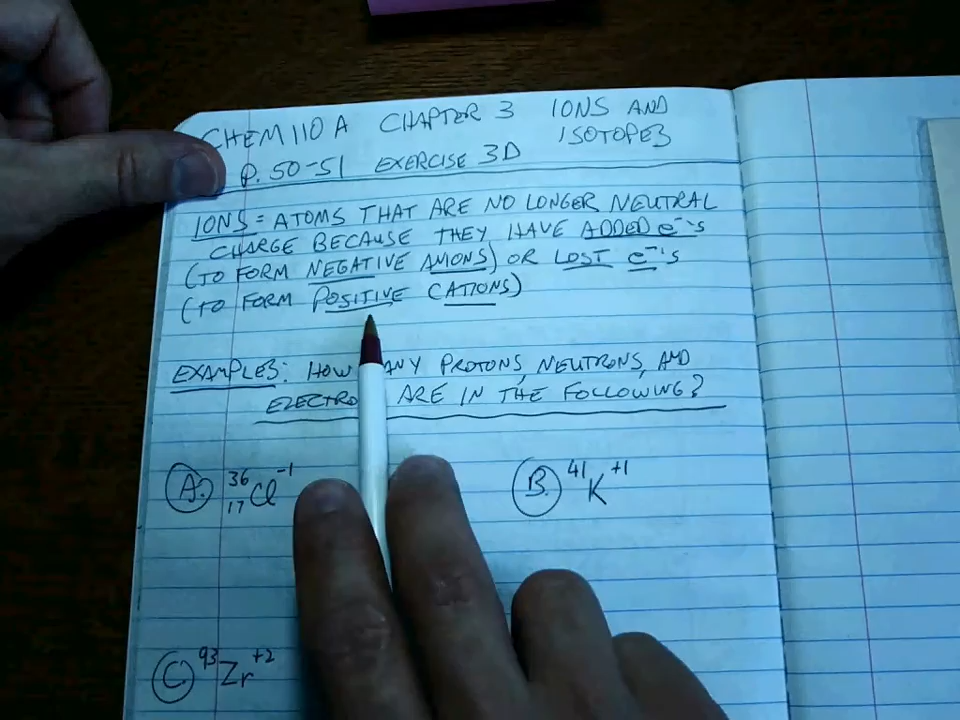 CHEM 110 A CHAPTER 3 IONS AND ISOTOPES
P. 50-51 EXERCISE 3D
IONS = ATOMS THAT ARE NO LONGER NEUTRAL
CHARGE BECAUSE THEY HAVE ADDED e⁻'s
(TO FORM NEGATIVE ANIONS) OR LOST e⁻'s
(TO FORM POSITIVE CATIONS)
EXAMPLES: HOW ANY PROTONS, NEUTRONS, AND
ELECTRO ARE IN THE FOLLOWING?
A. ³⁶₁₇Cl⁻¹ B. ⁴¹K⁺¹
C ⁹³Zr⁺²